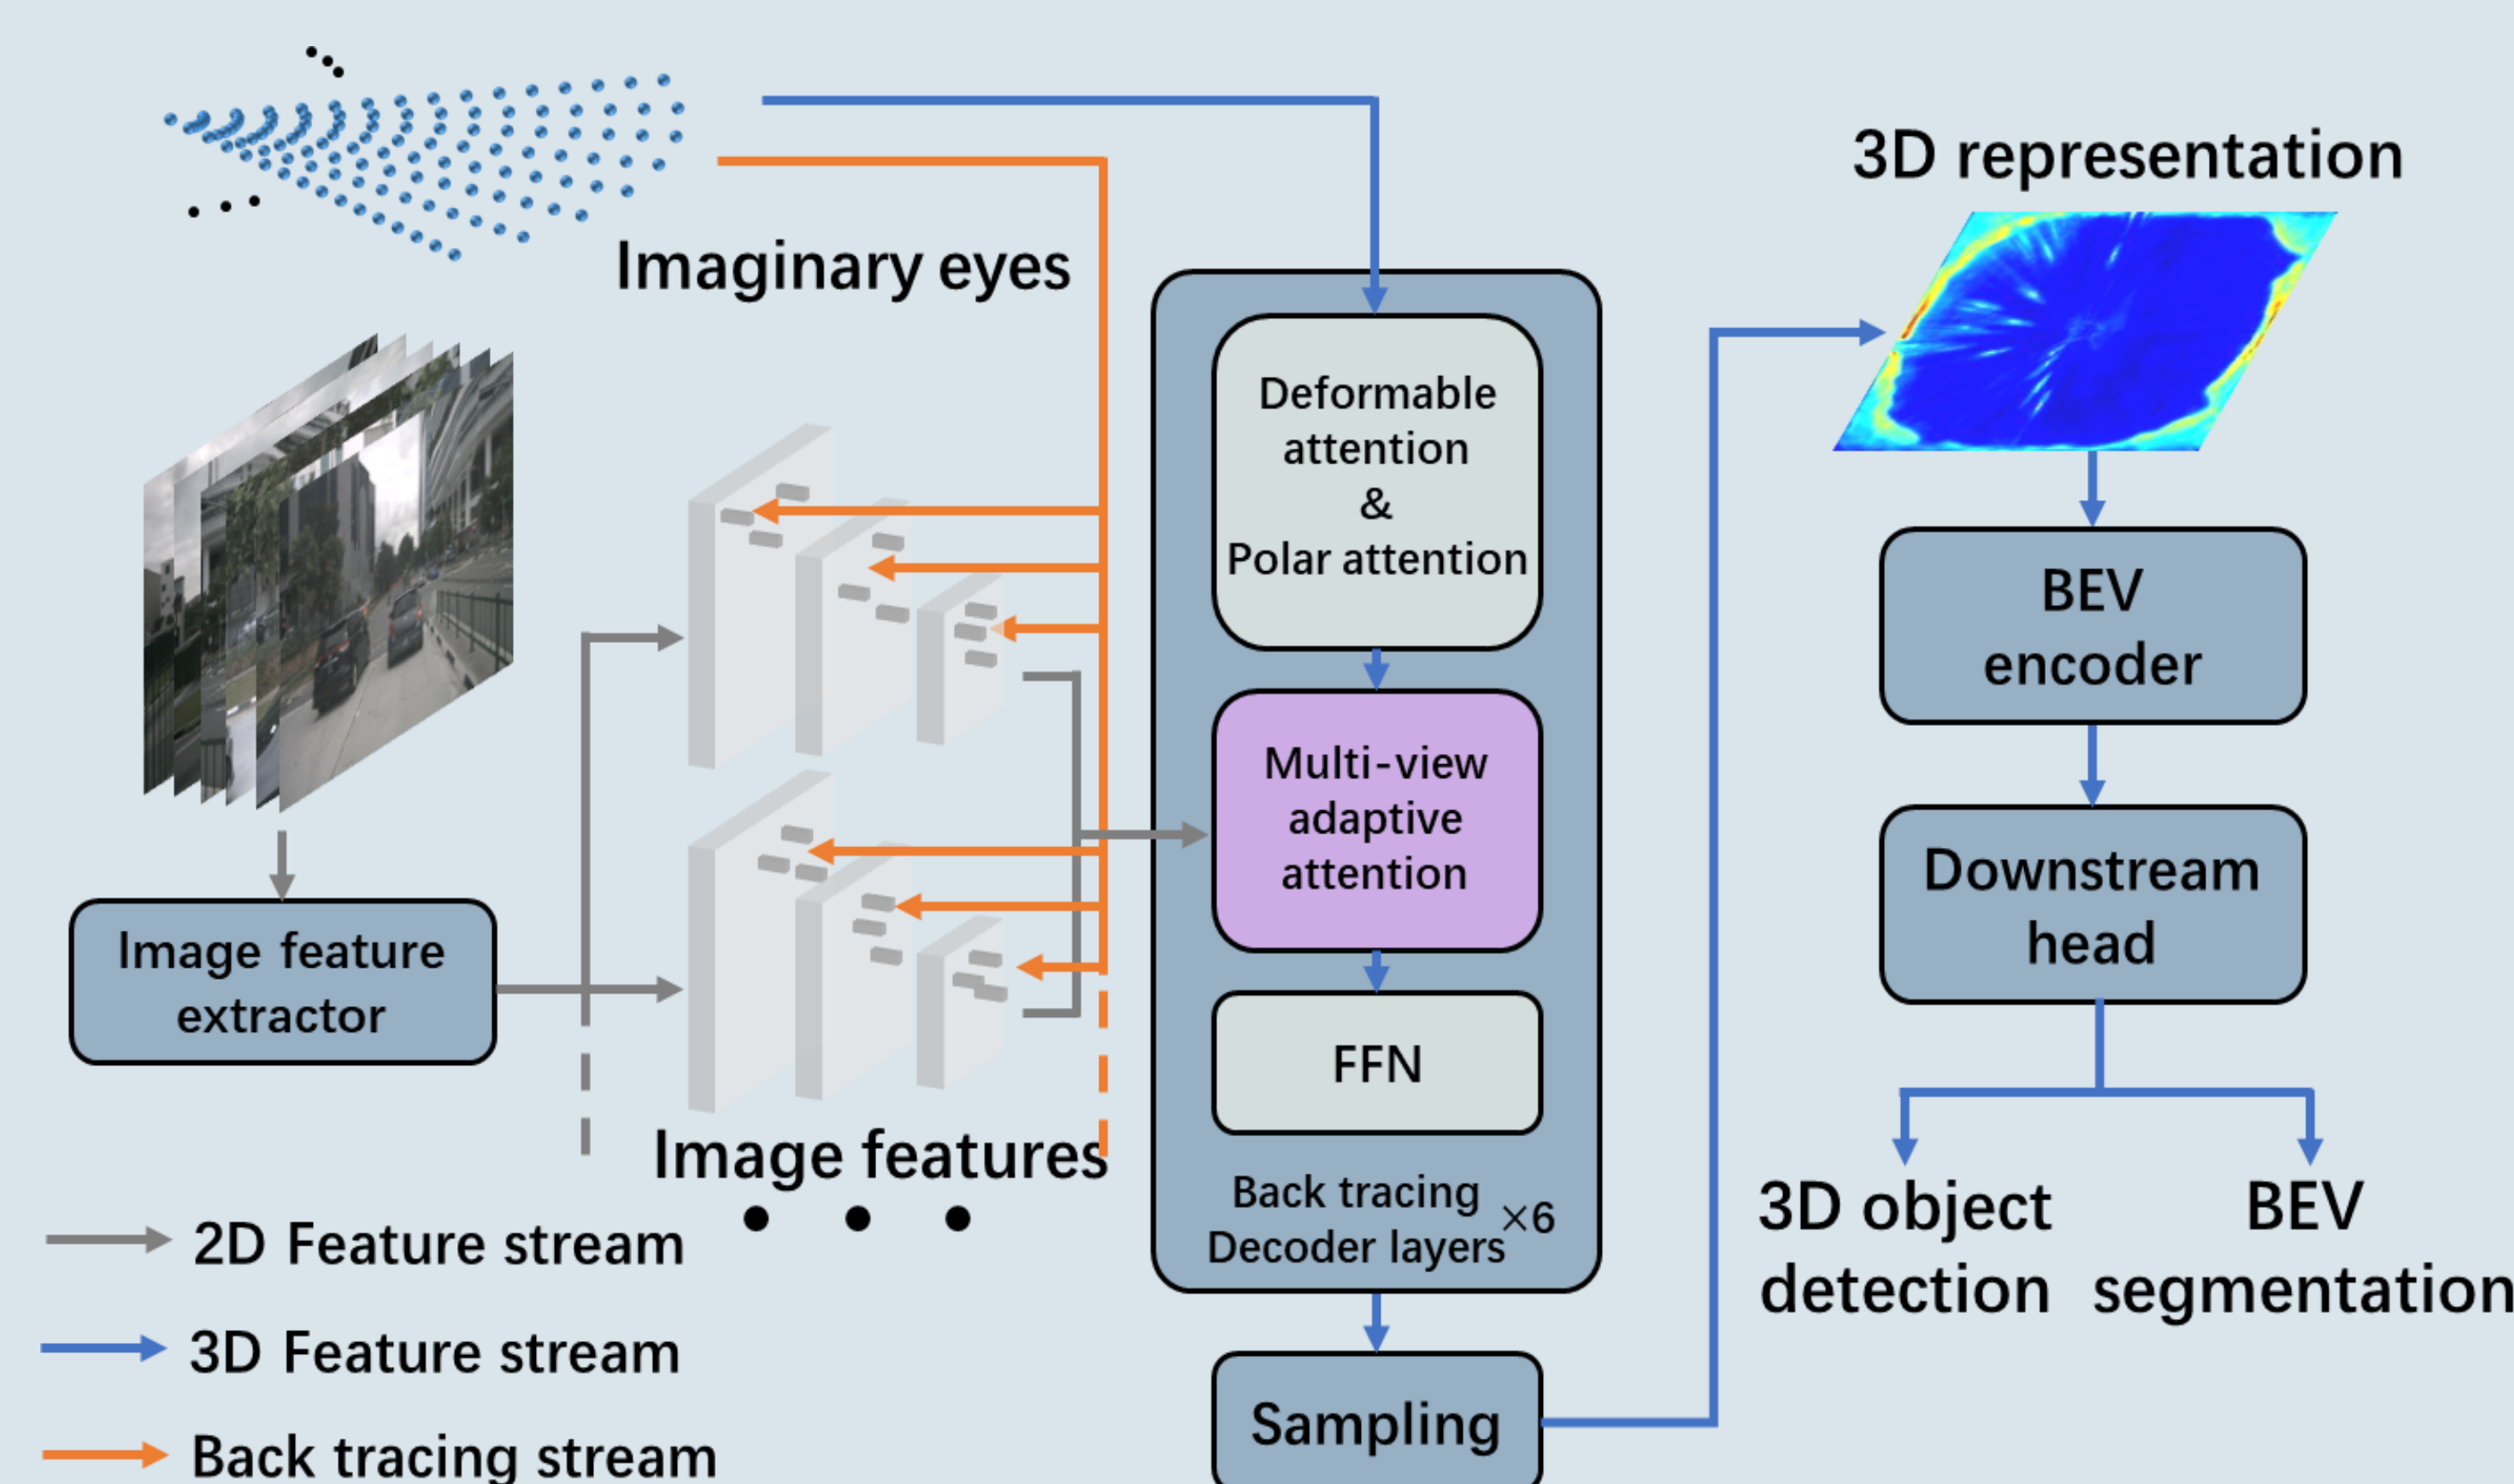 Imaginary eyes
Image feature
extractor
Image features
2D Feature stream
3D Feature stream
Back tracing stream
Deformable
attention
&
Polar attention
Multi-view
adaptive
attention
FFN
Back tracing
Decoder layers ×6
Sampling
3D representation
BEV
encoder
Downstream
head
3D object
detection
BEV
segmentation